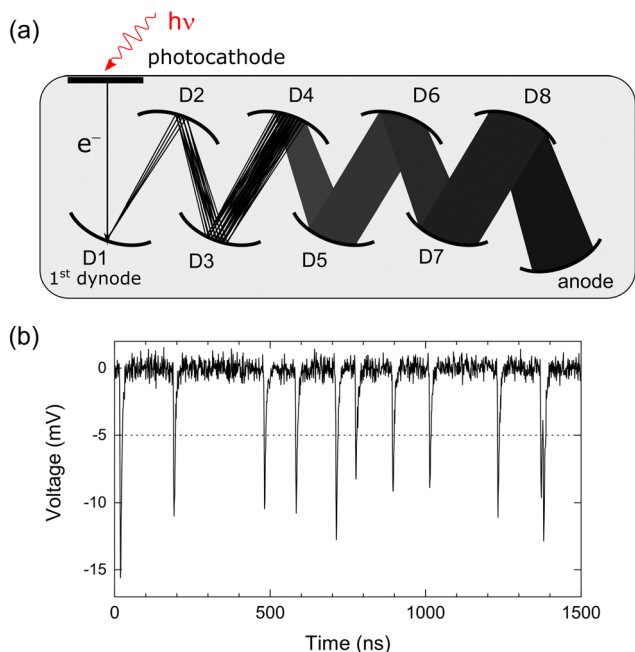 (a)
hν
photocathode
D2 D4 D6 D8
e⁻
D1 D3 D5 D7
1st dynode
anode
(b)
Voltage (mV)
0
-5
-10
-15
0 500 1000 1500
Time (ns)